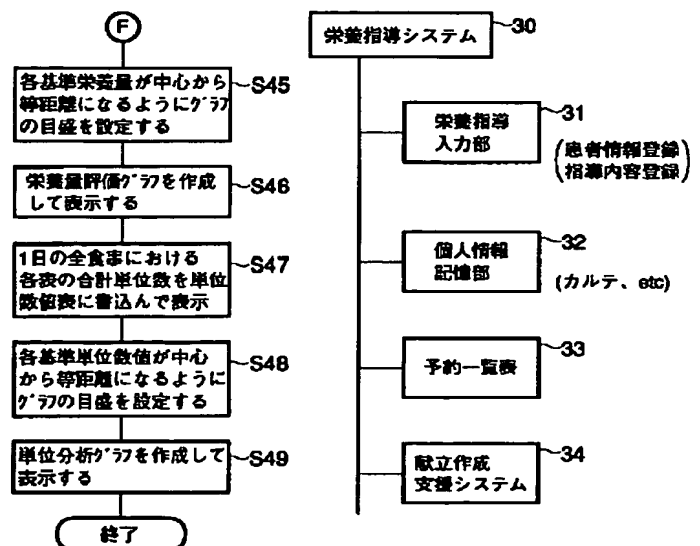 F
各基準栄養量が中心から
等距離になるようにグラフ
の目盛を設定する
S45
栄養量評価グラフを作成
して表示する
S46
1日の全食事における
各表の合計単位数を単位
数値表に書込んで表示
S47
各基準単位数値が中心
から等距離になるように
グラフの目盛を設定する
S48
単位分析グラフを作成して
表示する
S49
終了
栄養指導システム
30
栄養指導
入力部
31
(患者情報登録
指導内容登録)
個人情報
記憶部
32
(カルテ、etc)
予約一覧表
33
献立作成
支援システム
34